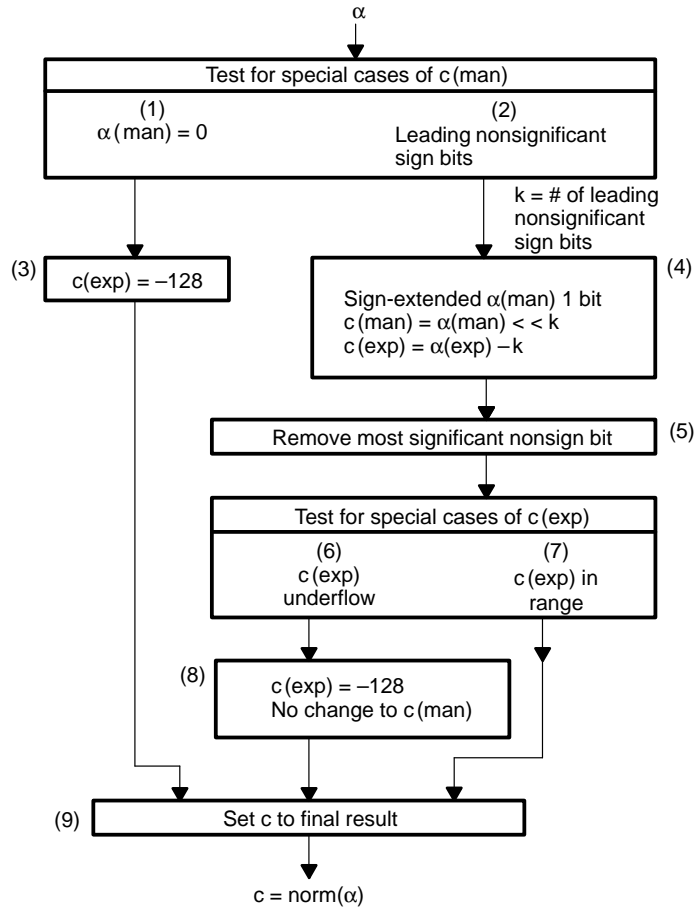 α
Test for special cases of c(man)
(1)
α(man) = 0
(2)
Leading nonsignificant
sign bits
k = # of leading
nonsignificant
sign bits
(3)
c(exp) = –128
(4)
Sign-extended α(man) 1 bit
c(man) = α(man) < < k
c(exp) = α(exp) – k
Remove most significant nonsign bit
(5)
Test for special cases of c(exp)
(6)
c(exp)
underflow
(7)
c(exp) in
range
(8)
c(exp) = –128
No change to c(man)
(9)
Set c to final result
c = norm(α)